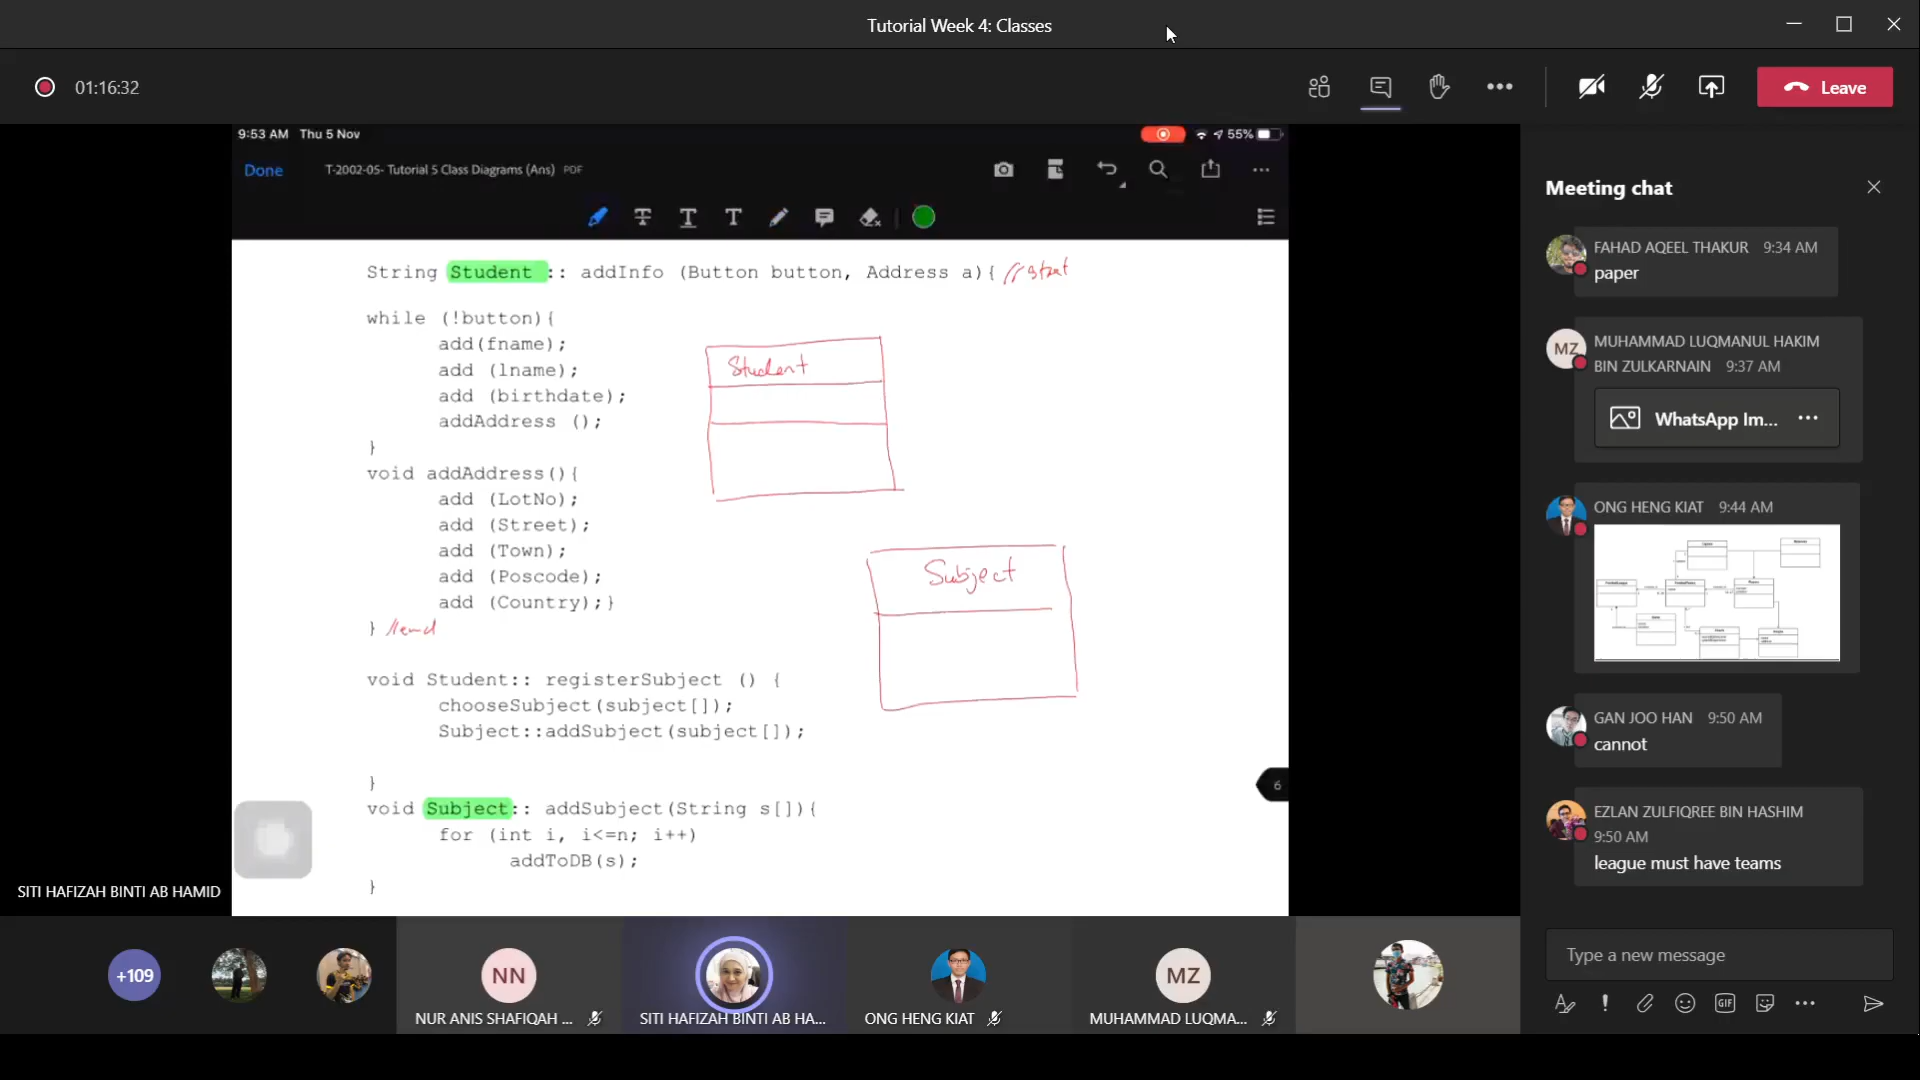 Tutorial Week 4: Classes
01:16:32
Leave
9:53 AM Thu 5 Nov
55%
Done
T-2002-05- Tutorial 5 Class Diagrams (Ans) PDF
String Student :: addInfo (Button button, Address a){ //start
while (!button){
add(fname);
add (lname);
add (birthdate);
addAddress ();
}
void addAddress(){
add (LotNo);
add (Street);
add (Town);
add (Poscode);
add (Country);}
} //end
void Student:: registerSubject () {
chooseSubject(subject[]);
Subject::addSubject(subject[]);
}
void Subject:: addSubject(String s[]){
for (int i, i<=n; i++)
addToDB(s);
}
Student
Subject
6
SITI HAFIZAH BINTI AB HAMID
+109
NN
NUR ANIS SHAFIQAH ...
SITI HAFIZAH BINTI AB HA...
ONG HENG KIAT
MZ
MUHAMMAD LUQMA...
Meeting chat
FAHAD AQEEL THAKUR 9:34 AM
paper
MZ
MUHAMMAD LUQMANUL HAKIM
BIN ZULKARNAIN 9:37 AM
WhatsApp Im...
ONG HENG KIAT 9:44 AM
GAN JOO HAN 9:50 AM
cannot
EZLAN ZULFIQREE BIN HASHIM
9:50 AM
league must have teams
Type a new message
GIF